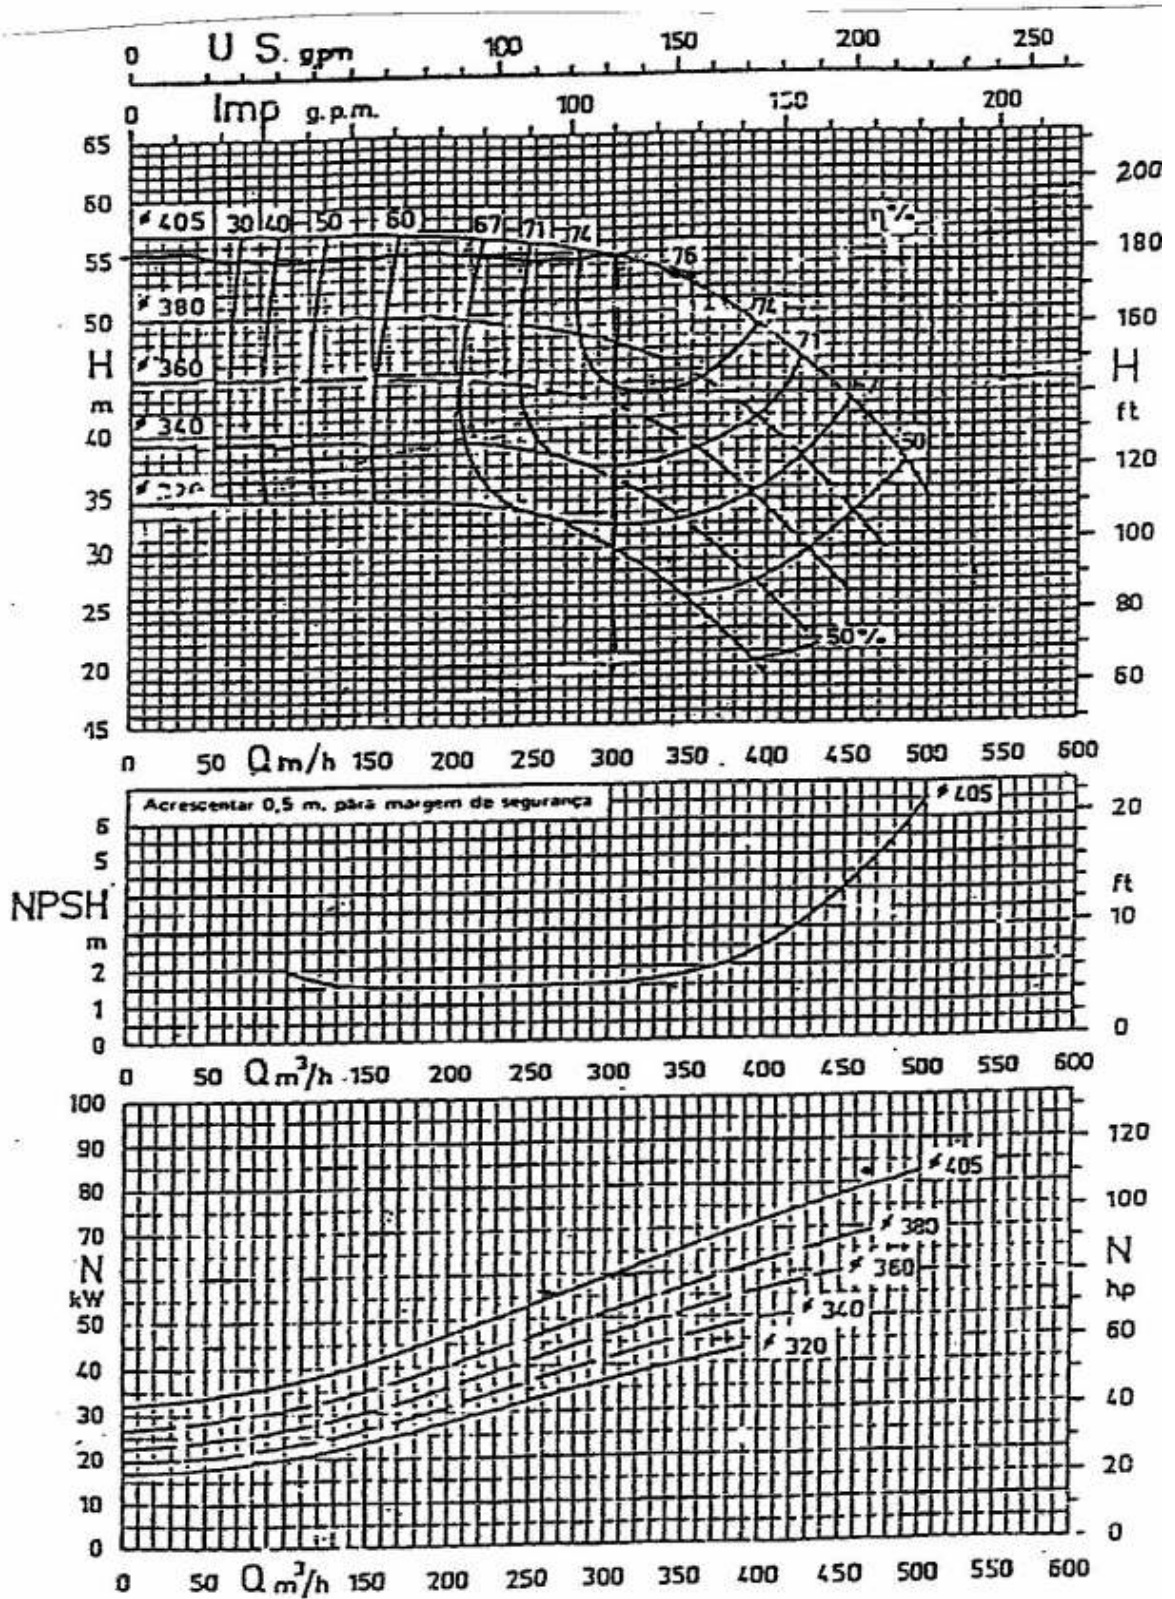 0 U S. gpm 100 150 200 250
0 Imp g.p.m. 100 150 200
65
60
55
50
H
m
40
35
30
25
20
15
200
180
150
H
ft
120
100
80
60
ø 405 30 40 50 60 67 71 74
η%
76
ø 380
74
71
ø 360
ø 340
50
ø 320
50%
0 50 Q m/h 150 200 250 300 350 400 450 500 550 600
Acrescentar 0,5 m. para margem de segurança
ø 405
6
5
NPSH
m
2
1
0
20
ft
10
0
0 50 Q m³/h 150 200 250 300 350 400 450 500 550 600
100
90
80
70
N
kW
50
40
30
20
10
0
120
100
N
hp
60
40
20
0
ø 405
ø 380
ø 360
ø 340
ø 320
0 50 Q m³/h 150 200 250 300 350 400 450 500 550 600